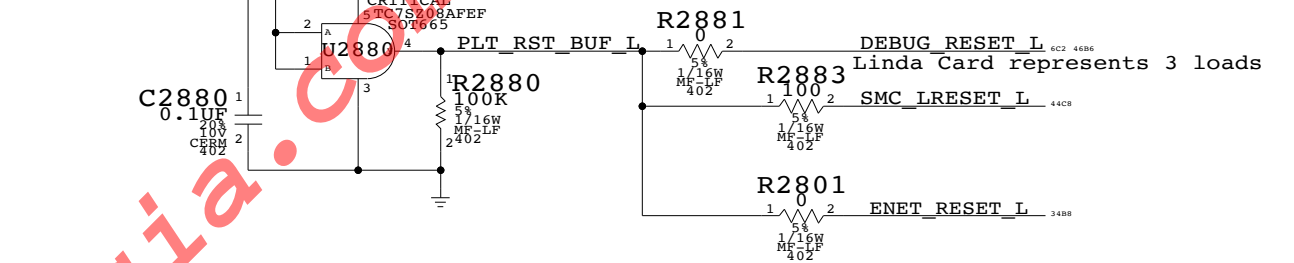 CRITICAL
5 TC7SZ08AFEF
SOT665
2 A
U2880
4
1 B
3
PLT_RST_BUF_L
R2881
0
1 2
5%
1/16W
MF-LF
402
DEBUG_RESET_L 6C2 46B6
Linda Card represents 3 loads
1 R2880
100K
5%
1/16W
MF-LF
2 402
R2883
100
1 2
5%
1/16W
MF-LF
402
SMC_LRESET_L 44C8
C2880 1
0.1UF
20%
10V
CERM 2
402
R2801
0
1 2
5%
1/16W
MF-LF
402
ENET_RESET_L 34B8
ia.co